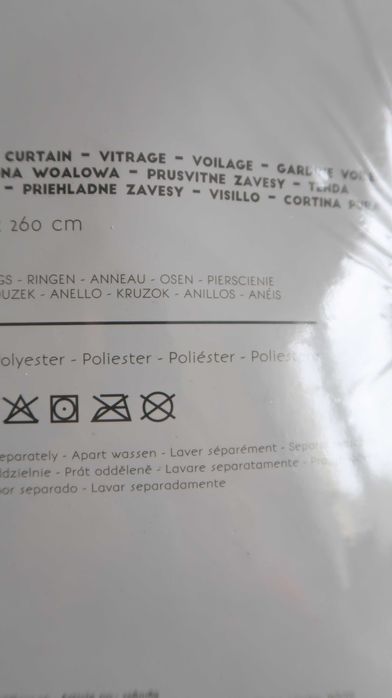 CURTAIN - VITRAGE - VOILAGE -
NA WOALOWA - PRUSVITNE ZAVESY - TENDA
- PRIEHLADNE ZAVESY - VISILLO - CORTINA
260 cm
GS - RINGEN - ANNEAU - OSEN - PIERSCIENIE
OUZEK - ANELLO - KRUZOK - ANILLOS - ANÉIS
olyester - Poliester - Poliéster - Polies
eparately - Apart wassen - Laver séparément -
dzielnie - Prát odděleně - Lavare separatamente -
or separado - Lavar separadamente